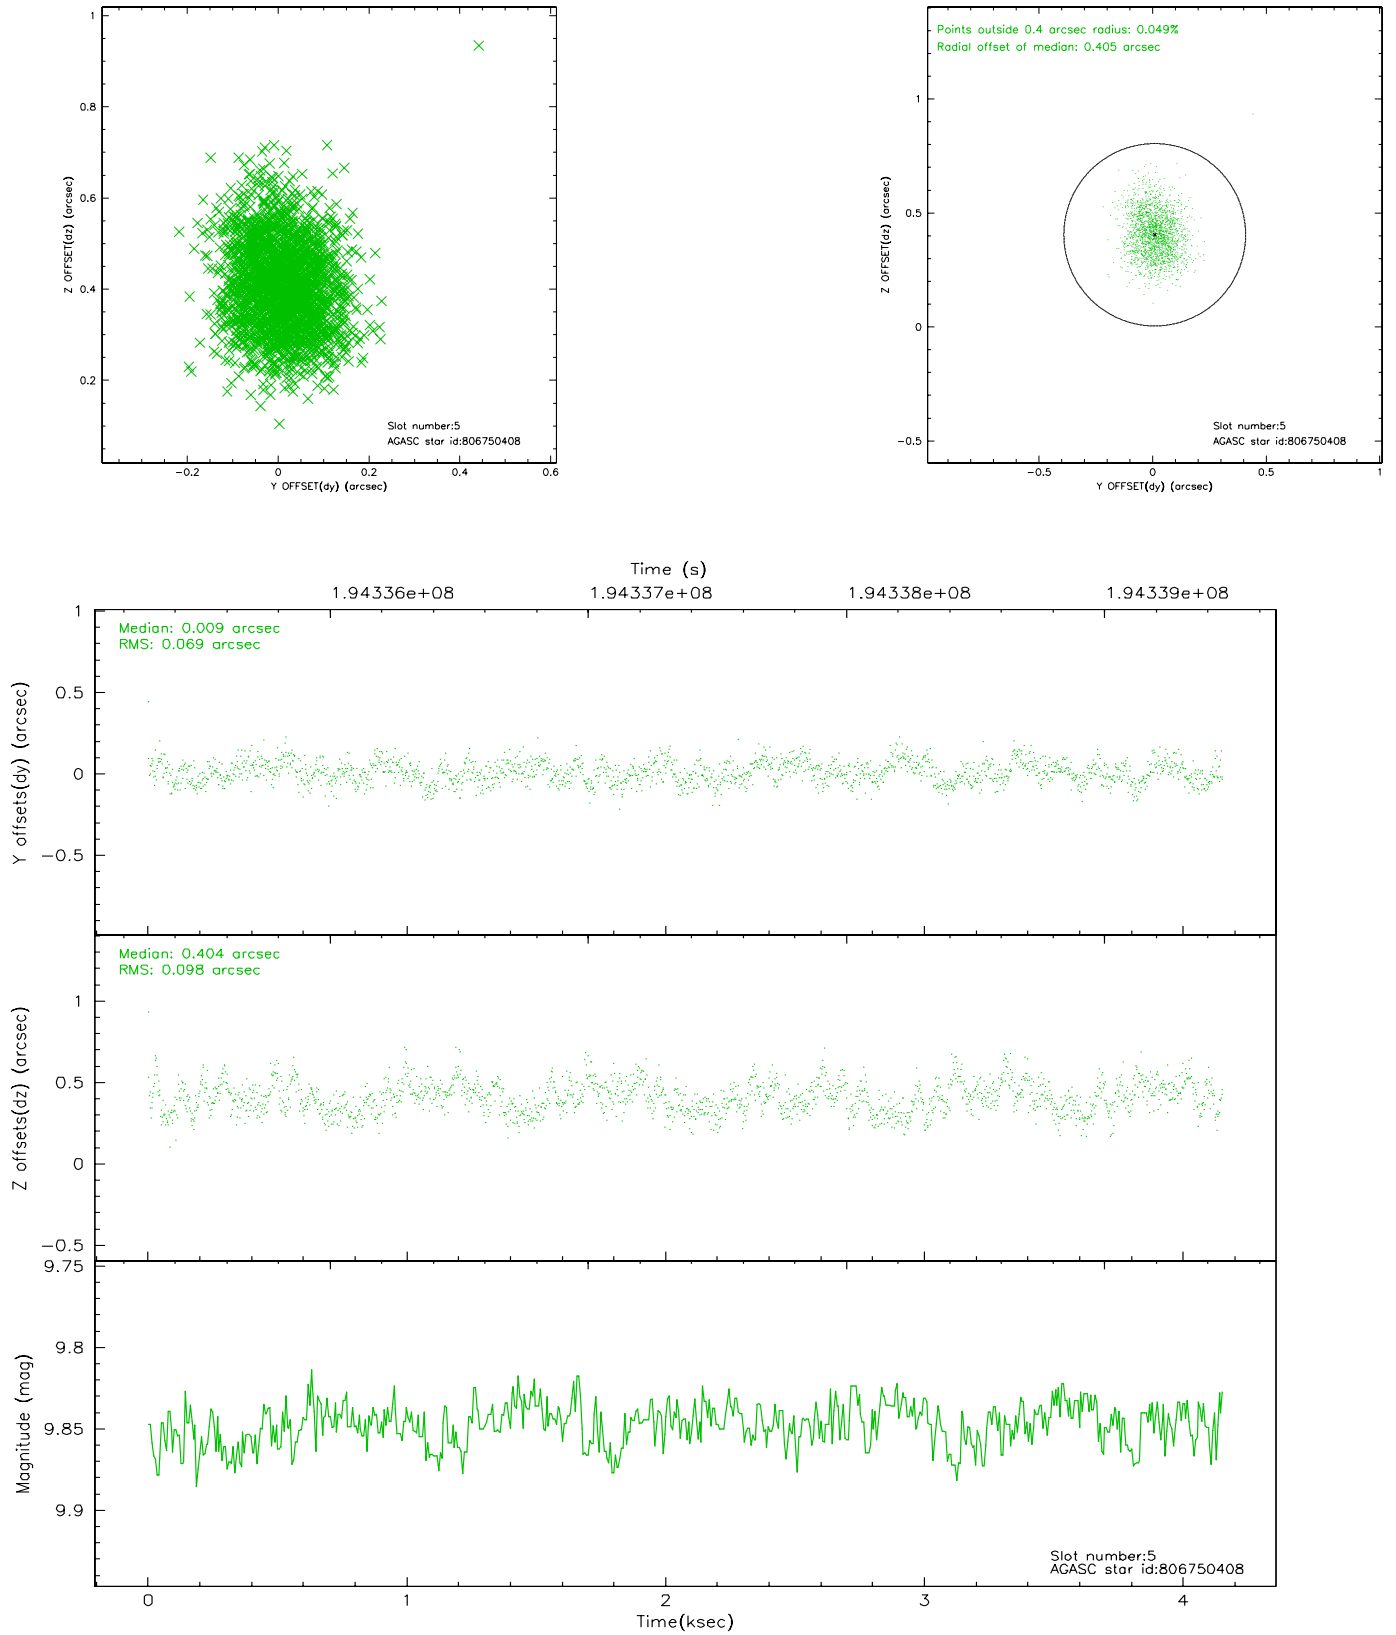 1
0.8
0.6
0.4
0.2
Z OFFSET(dz) (arcsec)
−0.2 0 0.2 0.4 0.6
Y OFFSET(dy) (arcsec)
Slot number:5
AGASC star id:806750408
Points outside 0.4 arcsec radius: 0.049%
Radial offset of median: 0.405 arcsec
1
0.5
0
−0.5
Z OFFSET(dz) (arcsec)
−0.5 0 0.5 1
Y OFFSET(dy) (arcsec)
Slot number:5
AGASC star id:806750408
Time (s)
1.94336e+08 1.94337e+08 1.94338e+08 1.94339e+08
Median: 0.009 arcsec
RMS: 0.069 arcsec
1
0.5
0
−0.5
Y offsets(dy) (arcsec)
Median: 0.404 arcsec
RMS: 0.098 arcsec
1
0.5
0
−0.5
Z offsets(dz) (arcsec)
9.75
9.8
9.85
9.9
Magnitude (mag)
Slot number:5
AGASC star id:806750408
0 1 2 3 4
Time(ksec)